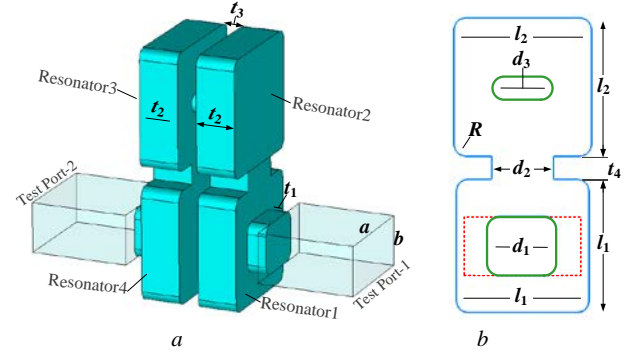 t3
Resonator3
t2
t2
Resonator2
Test Port-2
t1
a
b
Resonator4
Resonator1
Test Port-1
a
l2
d3
l2
R
d2
t4
d1
l1
l1
b